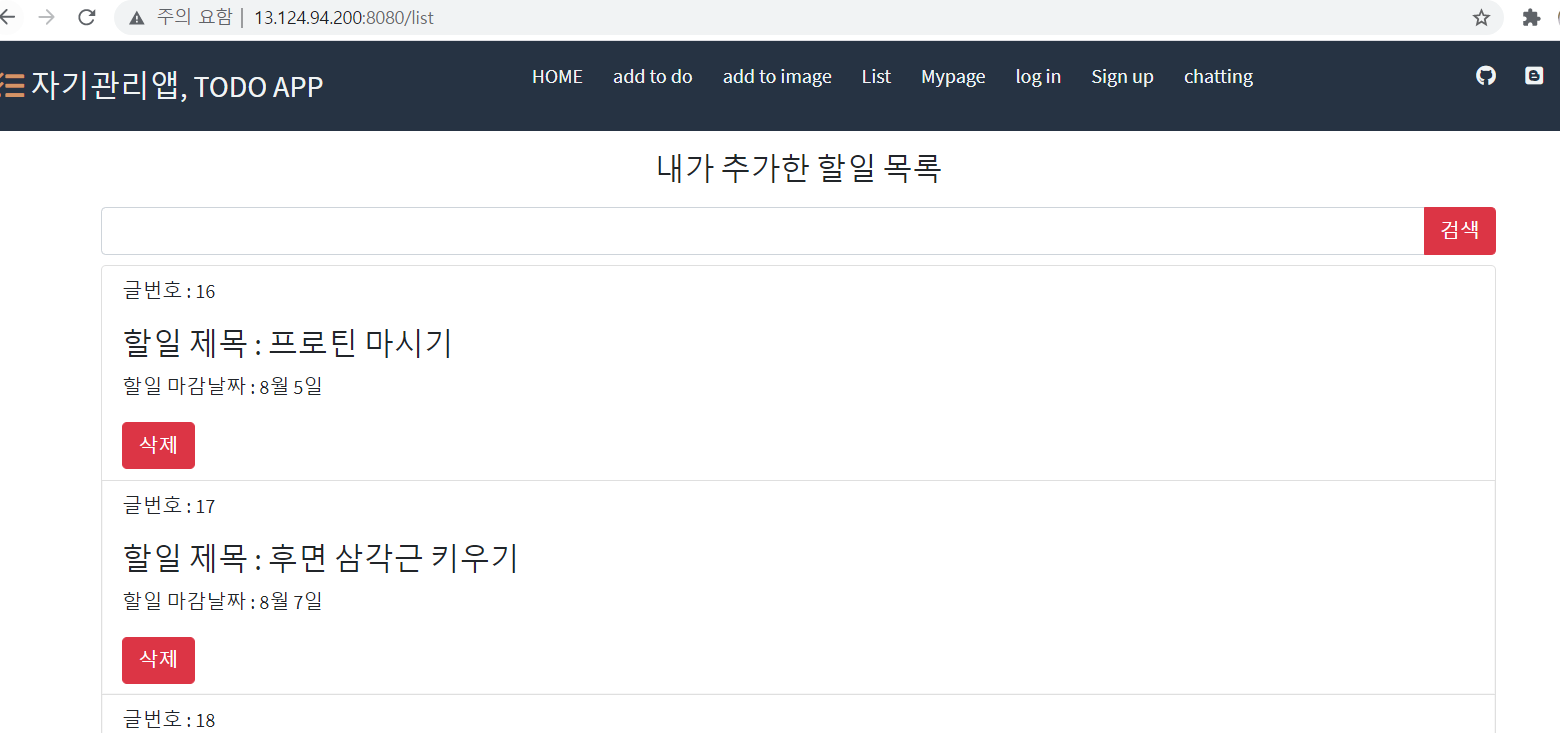 주의 요함 | 13.124.94.200:8080/list
자기관리앱, TODO APP
HOME add to do add to image List Mypage log in Sign up chatting
내가 추가한 할일 목록
검색
글번호 : 16
할일 제목 : 프로틴 마시기
할일 마감날짜 : 8월 5일
삭제
글번호 : 17
할일 제목 : 후면 삼각근 키우기
할일 마감날짜 : 8월 7일
삭제
글번호 : 18